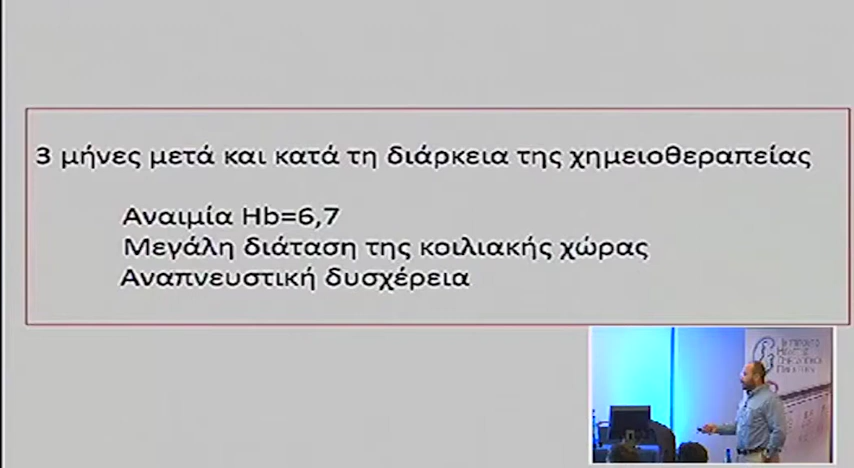 3 μήνες μετά και κατά τη διάρκεια της χημειοθεραπείας
Αναιμία Hb=6,7
Μεγάλη διάταση της κοιλιακής χώρας
Αναπνευστική δυσχέρεια